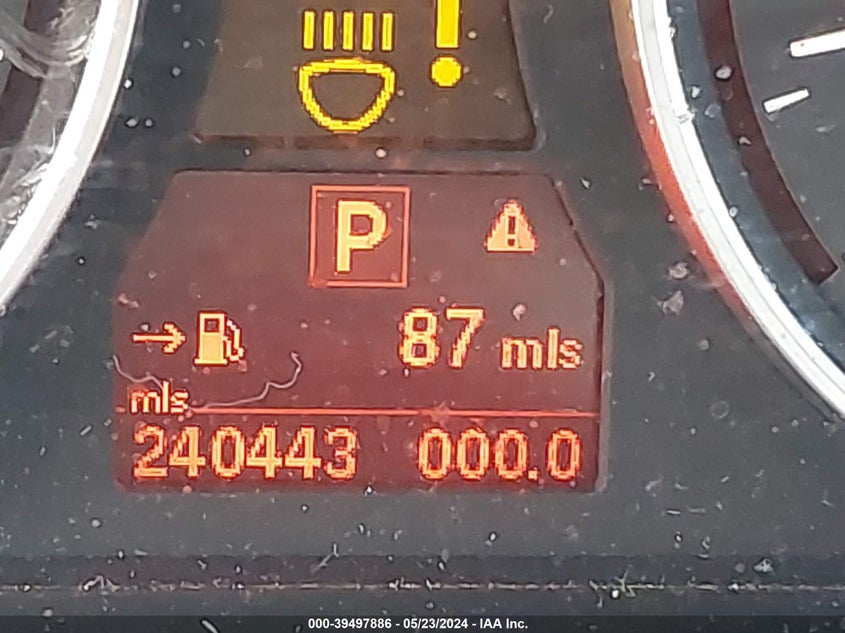 P
87 mls
mls
240443 000.0
000-39497886 - 05/23/2024 - IAA Inc.